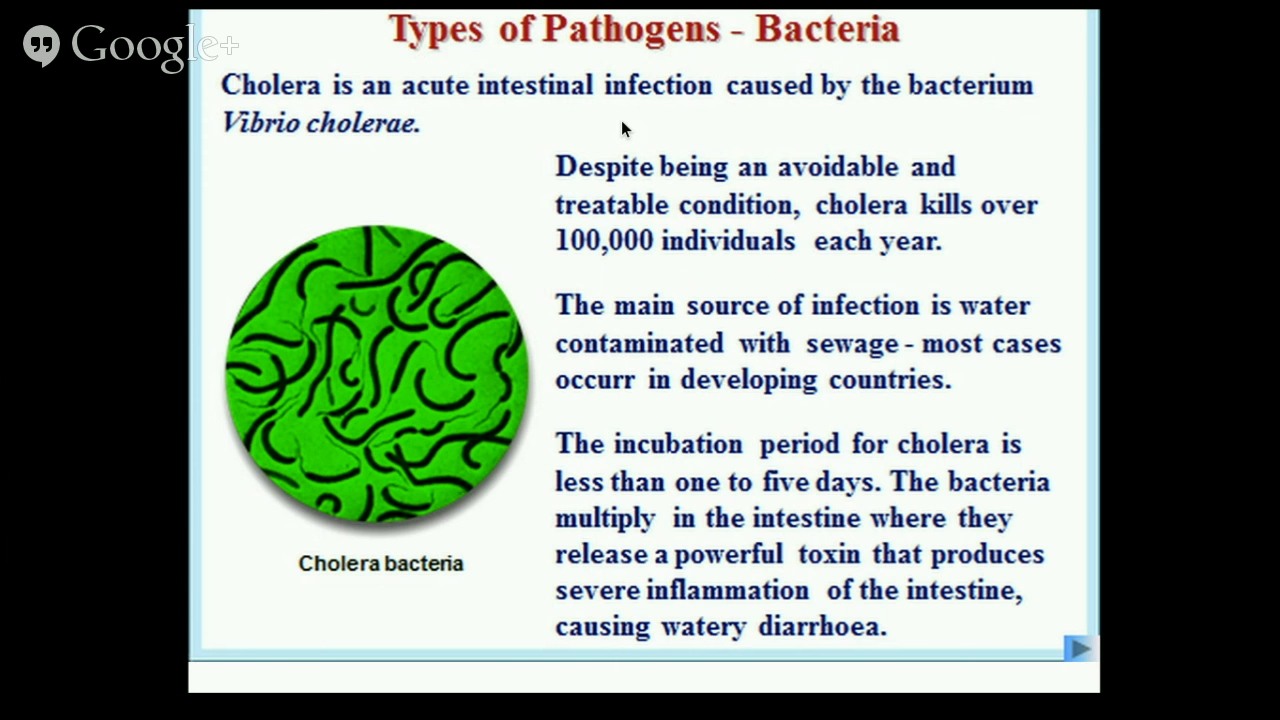 Google+
Types of Pathogens - Bacteria
Cholera is an acute intestinal infection caused by the bacterium
Vibrio cholerae.
Despite being an avoidable and
treatable condition, cholera kills over
100,000 individuals each year.
The main source of infection is water
contaminated with sewage - most cases
occurr in developing countries.
The incubation period for cholera is
less than one to five days. The bacteria
multiply in the intestine where they
release a powerful toxin that produces
severe inflammation of the intestine,
causing watery diarrhoea.
Cholera bacteria